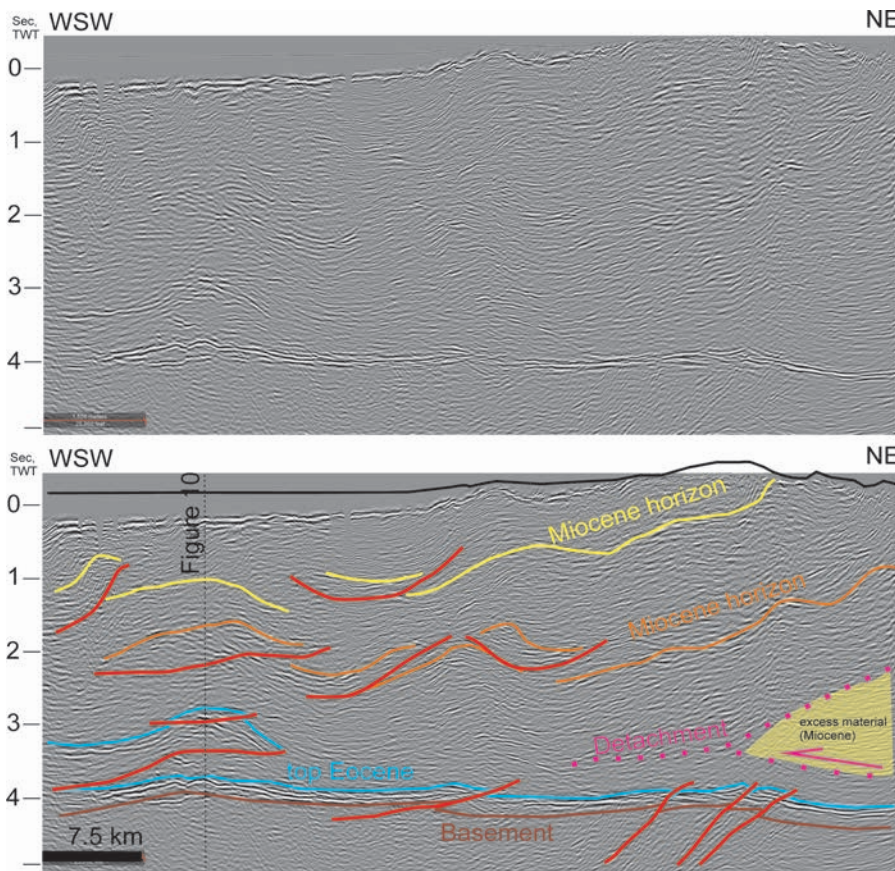 Sec,
TWT
WSW
NE
0
1
2
3
4
Sec,
TWT
WSW
NE
0
1
2
3
4
Figure 10
Miocene horizon
Miocene horizon
excess material
(Miocene)
Detachment
top Eocene
Basement
7.5 km